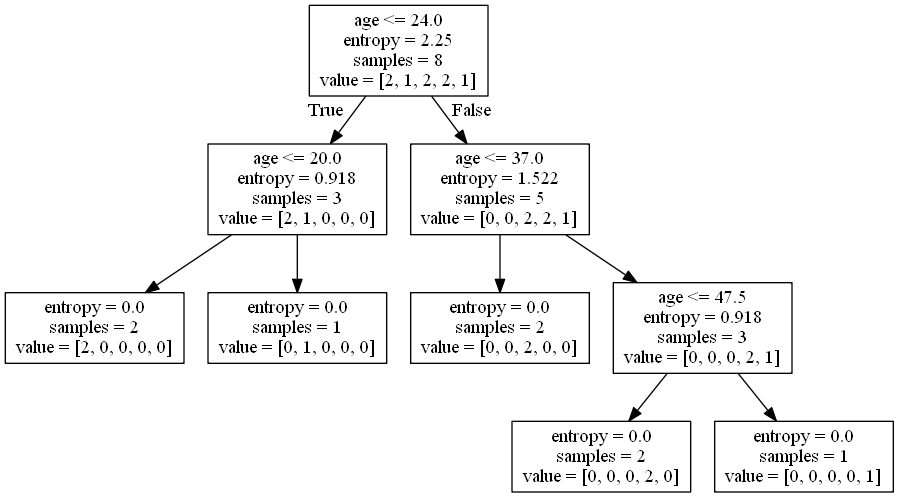 age <= 24.0
entropy = 2.25
samples = 8
value = [2, 1, 2, 2, 1]
True
False
age <= 20.0
entropy = 0.918
samples = 3
value = [2, 1, 0, 0, 0]
age <= 37.0
entropy = 1.522
samples = 5
value = [0, 0, 2, 2, 1]
entropy = 0.0
samples = 2
value = [2, 0, 0, 0, 0]
entropy = 0.0
samples = 1
value = [0, 1, 0, 0, 0]
entropy = 0.0
samples = 2
value = [0, 0, 2, 0, 0]
age <= 47.5
entropy = 0.918
samples = 3
value = [0, 0, 0, 2, 1]
entropy = 0.0
samples = 2
value = [0, 0, 0, 2, 0]
entropy = 0.0
samples = 1
value = [0, 0, 0, 0, 1]